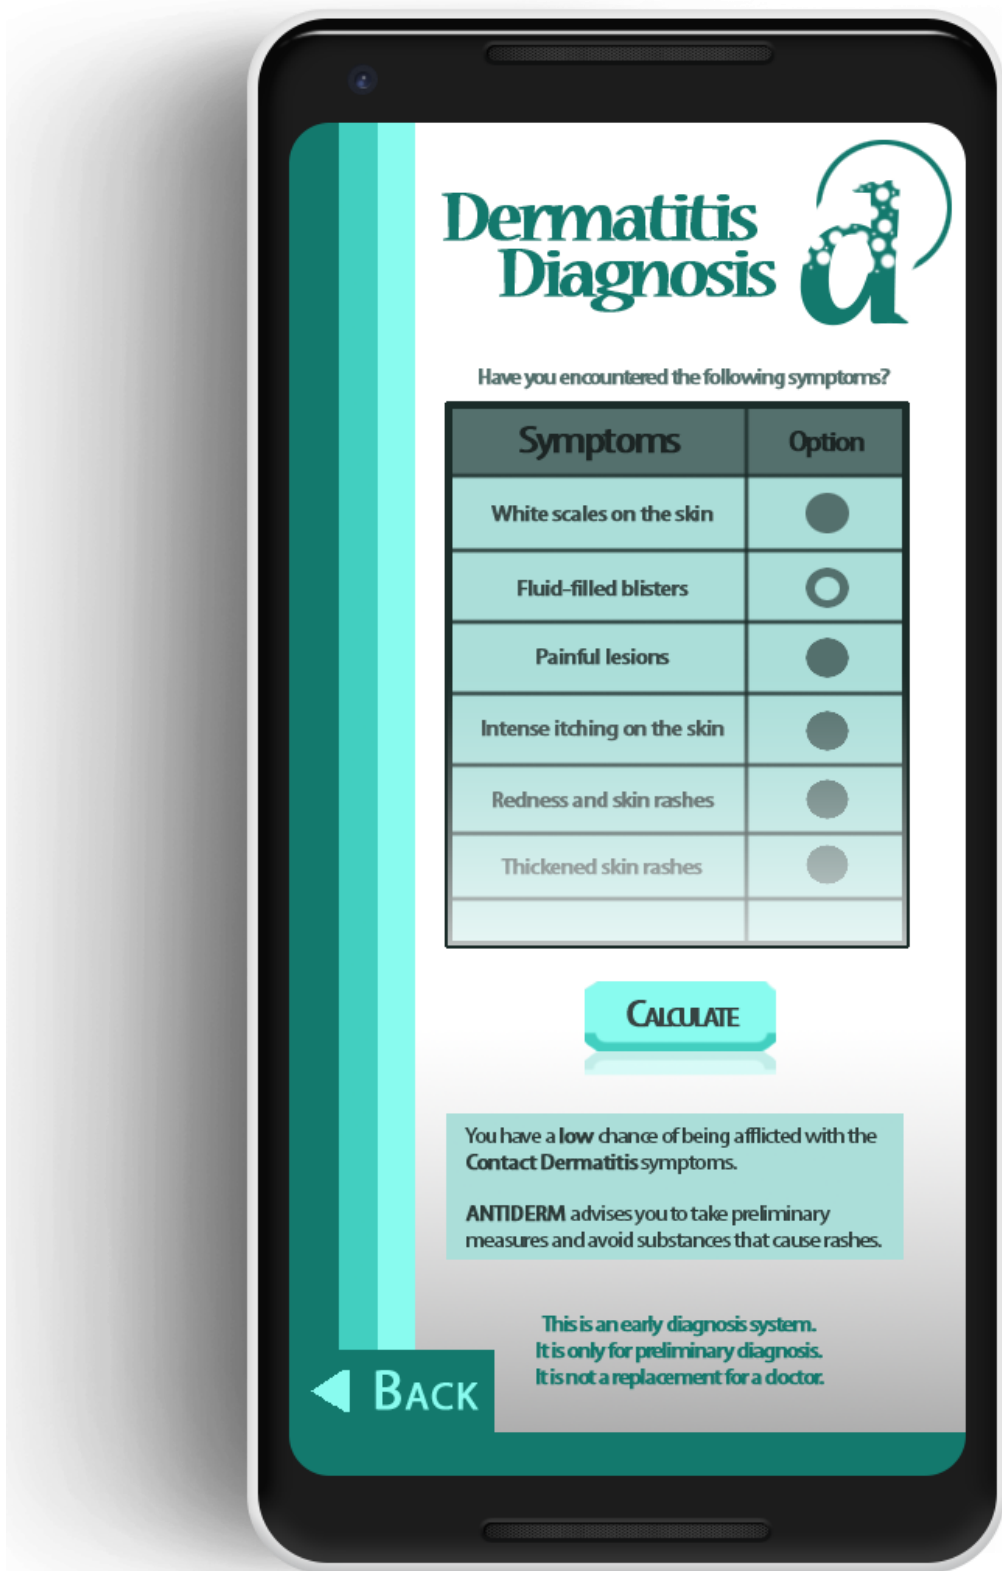 Dermatitis
Diagnosis
d
Have you encountered the following symptoms?
Symptoms
Option
White scales on the skin
Fluid-filled blisters
Painful lesions
Intense itching on the skin
Redness and skin rashes
Thickened skin rashes
CALCULATE
You have a low chance of being afflicted with the
Contact Dermatitis symptoms.
ANTIDERM advises you to take preliminary
measures and avoid substances that cause rashes.
This is an early diagnosis system.
It is only for preliminary diagnosis.
It is not a replacement for a doctor.
BACK